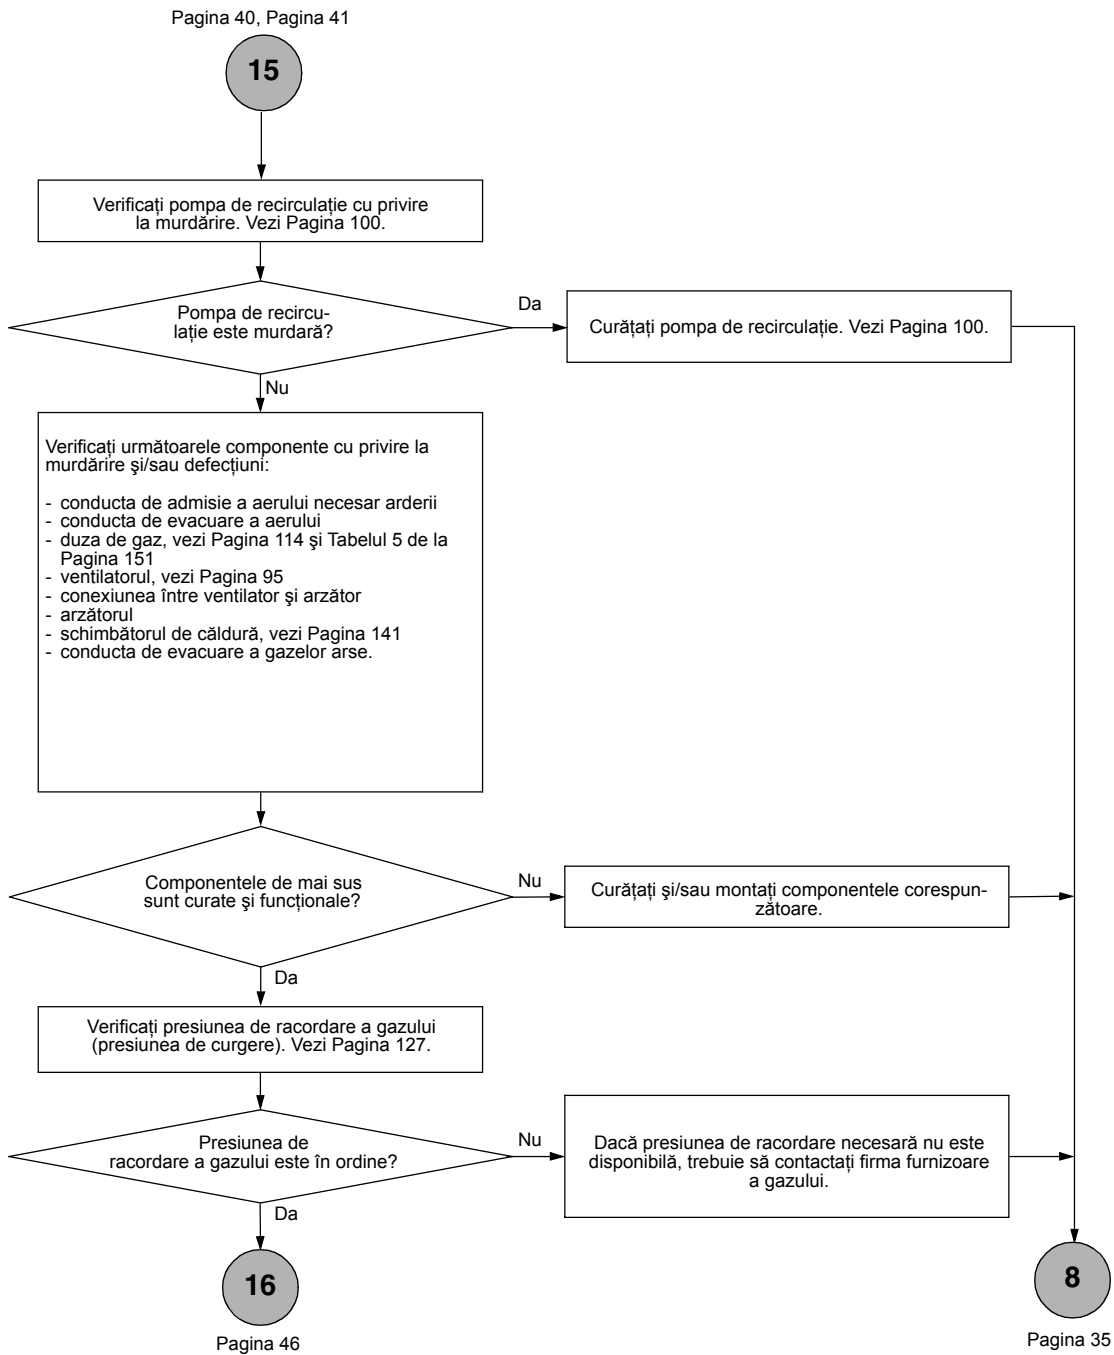 Pagina 40, Pagina 41
15
Verificați pompa de recirculație cu privire
la murdărire. Vezi Pagina 100.
Pompa de recircu-
lație este murdară?
Da
Curățați pompa de recirculație. Vezi Pagina 100.
Nu
Verificați următoarele componente cu privire la
murdărire şi/sau defecțiuni:
- conducta de admisie a aerului necesar arderii
- conducta de evacuare a aerului
- duza de gaz, vezi Pagina 114 şi Tabelul 5 de la
Pagina 151
- ventilatorul, vezi Pagina 95
- conexiunea între ventilator şi arzător
- arzătorul
- schimbătorul de căldură, vezi Pagina 141
- conducta de evacuare a gazelor arse.
Componentele de mai sus
sunt curate şi funcționale?
Nu
Curățați şi/sau montați componentele corespun-
zătoare.
Da
Verificați presiunea de racordare a gazului
(presiunea de curgere). Vezi Pagina 127.
Presiunea de
racordare a gazului este în ordine?
Nu
Dacă presiunea de racordare necesară nu este
disponibilă, trebuie să contactați firma furnizoare
a gazului.
Da
16
Pagina 46
8
Pagina 35